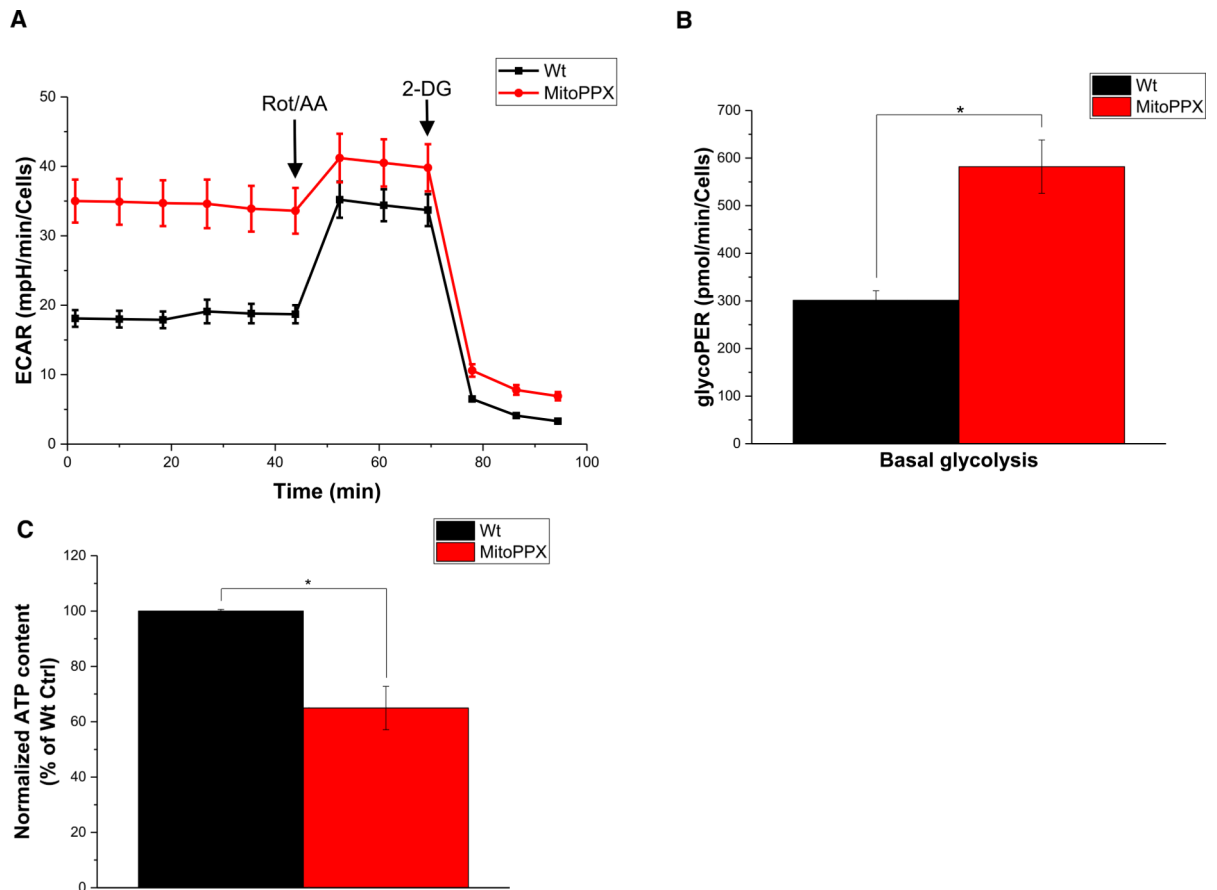 A
Wt
MitoPPX
Rot/AA
2-DG
50
40
30
20
10
0
ECAR (mpH/min/Cells)
0 20 40 60 80 100
Time (min)
B
Wt
MitoPPX
*
700
600
500
400
300
200
100
0
glycoPER (pmol/min/Cells)
Basal glycolysis
C
Wt
MitoPPX
*
120
100
80
60
40
20
0
Normalized ATP content
(% of Wt Ctrl)